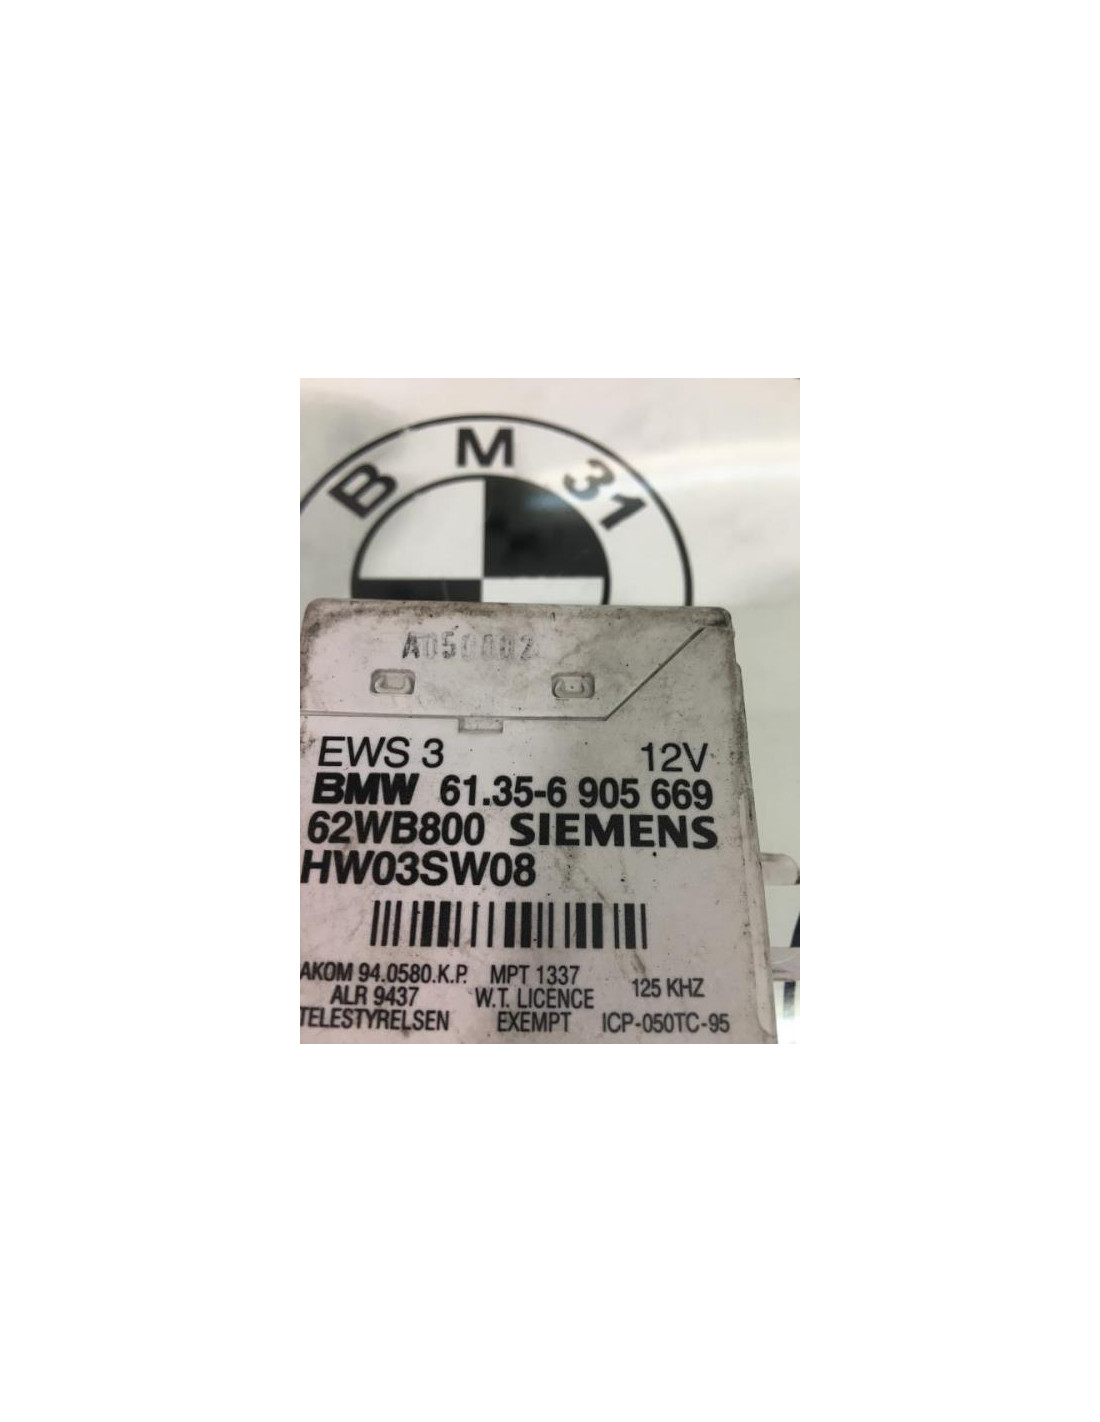 B M 31
EWS 3 12V
BMW 61.35-6 905 669
62WB800 SIEMENS
HW03SW08
AKOM 94.0580.K.P. MPT 1337
ALR 9437 W.T. LICENCE 125 KHZ
TELESTYRELSEN EXEMPT ICP-050TC-95